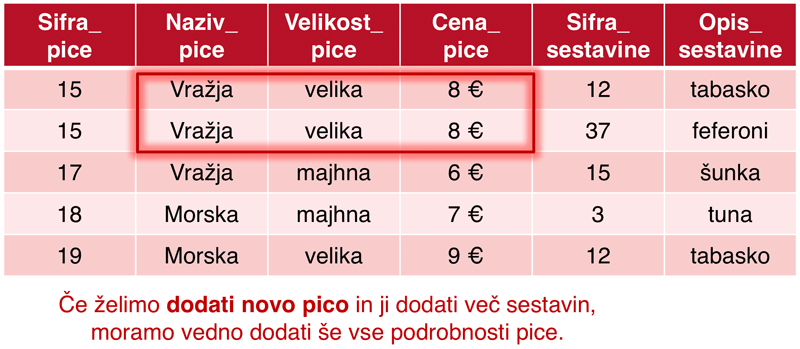 Sifra_ Naziv_ Velikost_ Cena_ Sifra_ Opis_
pice pice pice pice sestavine sestavine
15 Vražja velika 8 € 12 tabasko
15 Vražja velika 8 € 37 feferoni
17 Vražja majhna 6 € 15 šunka
18 Morska majhna 7 € 3 tuna
19 Morska velika 9 € 12 tabasko
Če želimo dodati novo pico in ji dodati več sestavin,
moramo vedno dodati še vse podrobnosti pice.